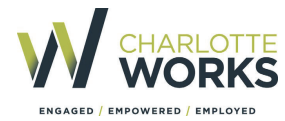 CHARLOTTE
WORKS
ENGAGED / EMPOWERED / EMPLOYED